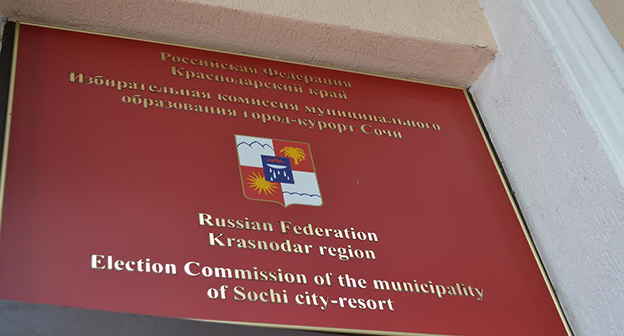 Российская Федерация
Краснодарский край
Избирательная комиссия муниципального
образования город-курорт Сочи
Russian Federation
Krasnodar region
Election Commission of the municipality
of Sochi city-resort